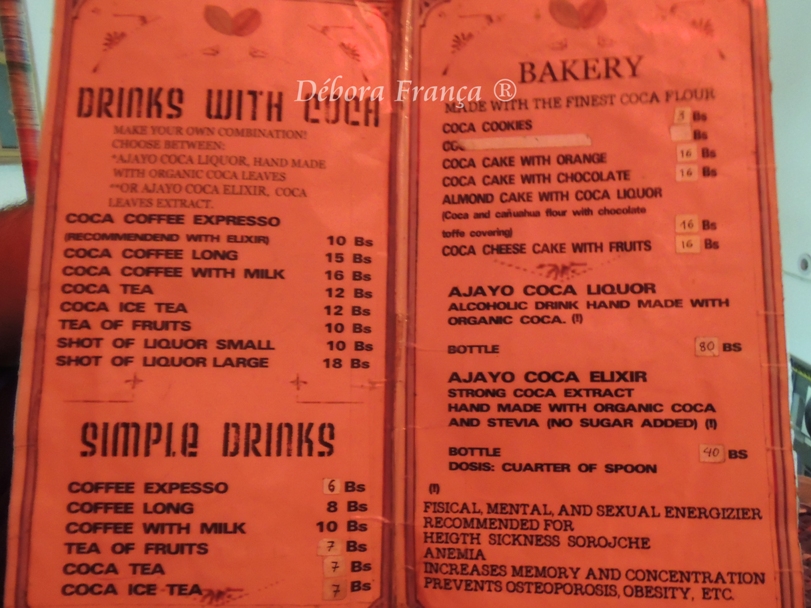 Débora França ®
DRINKS WITH COCA
MAKE YOUR OWN COMBINATION!
CHOOSE BETWEEN:
*AJAYO COCA LIQUOR, HAND MADE
WITH ORGANIC COCA LEAVES
**OR AJAYO COCA ELIXIR, COCA
LEAVES EXTRACT.
COCA COFFEE EXPRESSO
(RECOMMENDEND WITH ELIXIR) 10 Bs
COCA COFFEE LONG 15 Bs
COCA COFFEE WITH MILK 16 Bs
COCA TEA 12 Bs
COCA ICE TEA 12 Bs
TEA OF FRUITS 10 Bs
SHOT OF LIQUOR SMALL 10 Bs
SHOT OF LIQUOR LARGE 18 Bs
SIMPLE DRINKS
COFFEE EXPESSO 6 Bs
COFFEE LONG 8 Bs
COFFEE WITH MILK 10 Bs
TEA OF FRUITS 7 Bs
COCA TEA 7 Bs
COCA ICE TEA 7 Bs
BAKERY
MADE WITH THE FINEST COCA FLOUR
COCA COOKIES 3 Bs
Bs
COCA CAKE WITH ORANGE 16 Bs
COCA CAKE WITH CHOCOLATE 16 Bs
ALMOND CAKE WITH COCA LIQUOR
(Coca and cañuahua flour with chocolate
toffe covering) 16 Bs
COCA CHEESE CAKE WITH FRUITS 16 Bs
AJAYO COCA LIQUOR
ALCOHOLIC DRINK HAND MADE WITH
ORGANIC COCA. (!)
BOTTLE 80 BS
AJAYO COCA ELIXIR
STRONG COCA EXTRACT
HAND MADE WITH ORGANIC COCA
AND STEVIA (NO SUGAR ADDED) (!)
BOTTLE 40 BS
DOSIS: CUARTER OF SPOON
(!)
FISICAL, MENTAL, AND SEXUAL ENERGIZIER
RECOMMENDED FOR
HEIGTH SICKNESS SOROJCHE
ANEMIA
INCREASES MEMORY AND CONCENTRATION
PREVENTS OSTEOPOROSIS, OBESITY, ETC.